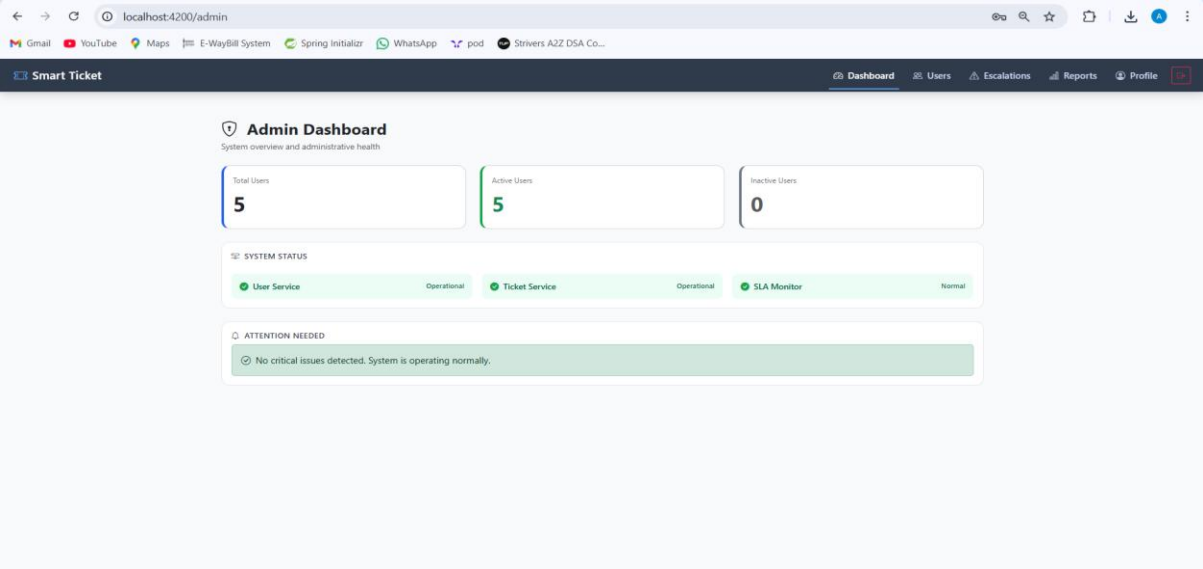 localhost:4200/admin
A
Gmail YouTube Maps E-WayBill System Spring Initializr WhatsApp pod Strivers A2Z DSA Co...
Smart Ticket Dashboard Users Escalations Reports Profile
Admin Dashboard
System overview and administrative health
Total Users Active Users Inactive Users
5 5 0
SYSTEM STATUS
User Service Operational Ticket Service Operational SLA Monitor Normal
ATTENTION NEEDED
No critical issues detected. System is operating normally.